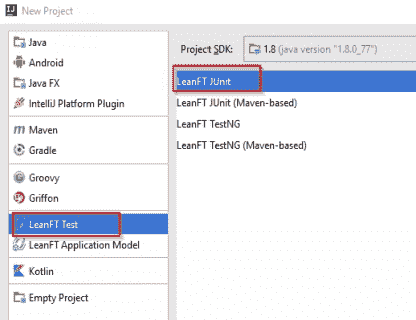 New Project
Java
Android
Java FX
IntelliJ Platform Plugin
Maven
Gradle
Groovy
Griffon
LeanFT Test
LeanFT Application Model
Kotlin
Empty Project
Project SDK: 1.8 (java version "1.8.0_77")
LeanFT JUnit
LeanFT JUnit (Maven-based)
LeanFT TestNG
LeanFT TestNG (Maven-based)